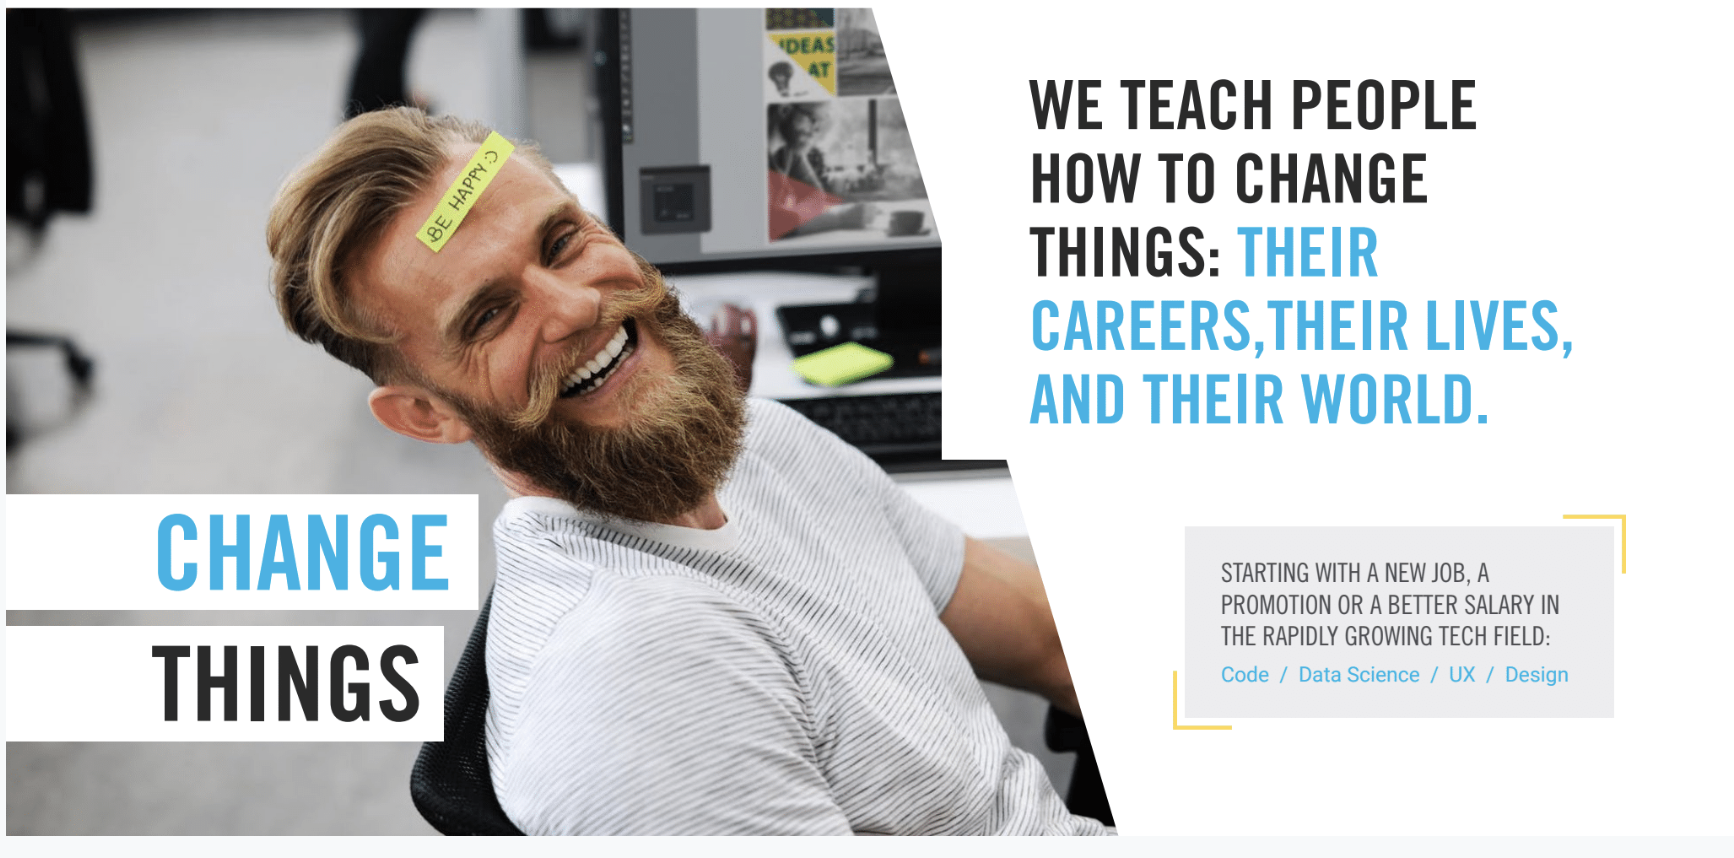 IDEAS
AT
BE HAPPY :)
CHANGE
THINGS
WE TEACH PEOPLE
HOW TO CHANGE
THINGS: THEIR
CAREERS,THEIR LIVES,
AND THEIR WORLD.
STARTING WITH A NEW JOB, A
PROMOTION OR A BETTER SALARY IN
THE RAPIDLY GROWING TECH FIELD:
Code / Data Science / UX / Design